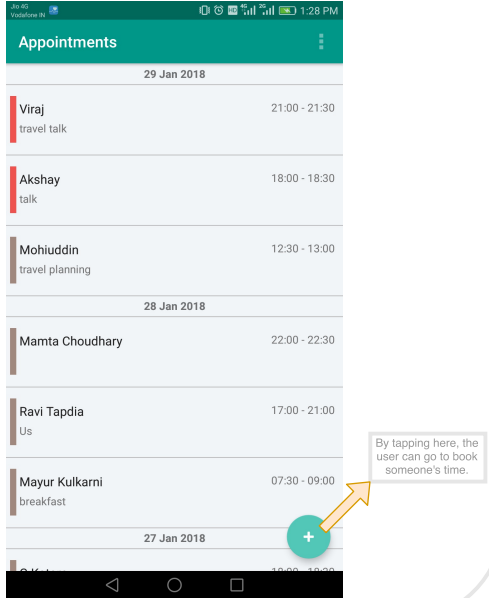 Jio 4G
Vodafone IN
HD 4G 2G 1:28 PM
Appointments
29 Jan 2018
Viraj 21:00 - 21:30
travel talk
Akshay 18:00 - 18:30
talk
Mohiuddin 12:30 - 13:00
travel planning
28 Jan 2018
Mamta Choudhary 22:00 - 22:30
Ravi Tapdia 17:00 - 21:00
Us
Mayur Kulkarni 07:30 - 09:00
breakfast
By tapping here, the
user can go to book
someone's time.
27 Jan 2018
+